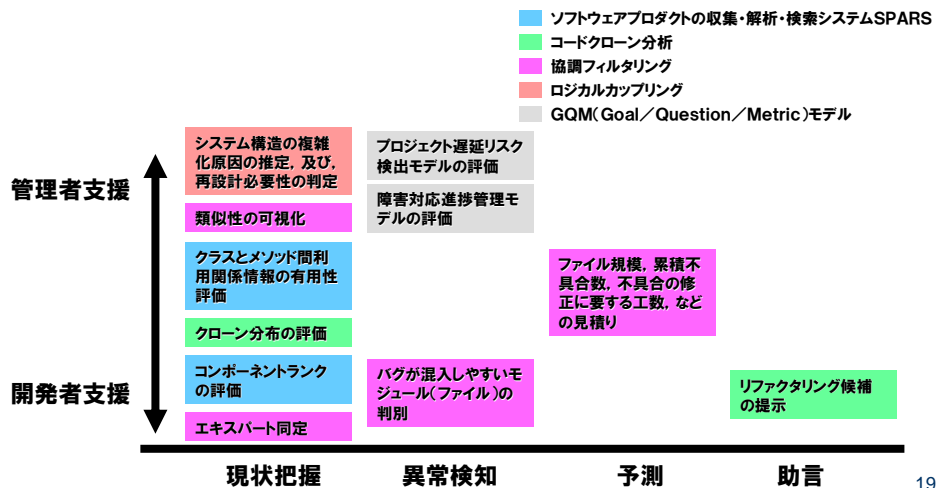 ソフトウェアプロダクトの収集・解析・検索システムSPARS
コードクローン分析
協調フィルタリング
ロジカルカップリング
GQM(Goal／Question／Metric)モデル
管理者支援
開発者支援
システム構造の複雑
化原因の推定, 及び,
再設計必要性の判定
類似性の可視化
クラスとメソッド間利
用関係情報の有用性
評価
クローン分布の評価
コンポーネントランク
の評価
エキスパート同定
プロジェクト遅延リスク
検出モデルの評価
障害対応進捗管理モ
デルの評価
バグが混入しやすいモ
ジュール(ファイル)の
判別
ファイル規模, 累積不
具合数, 不具合の修
正に要する工数, など
の見積り
リファクタリング候補
の提示
現状把握
異常検知
予測
助言
19